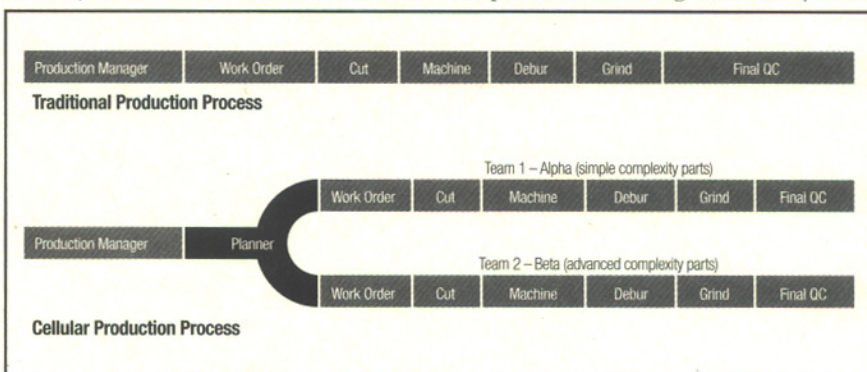 Production Manager Work Order Cut Machine Debur Grind Final QC
Traditional Production Process
Team 1 – Alpha (simple complexity parts)
Work Order Cut Machine Debur Grind Final QC
Production Manager Planner
Team 2 – Beta (advanced complexity parts)
Work Order Cut Machine Debur Grind Final QC
Cellular Production Process